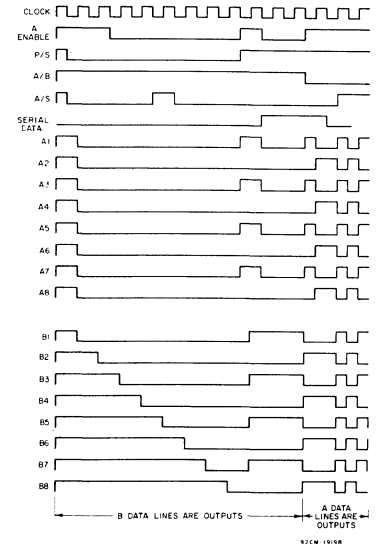 CLOCK
A
ENABLE
P/S
A/B
A/S
SERIAL
DATA
A1
A2
A3
A4
A5
A6
A7
A8
B1
B2
B3
B4
B5
B6
B7
B8
B DATA LINES ARE OUTPUTS
A DATA
LINES ARE
OUTPUTS
92CM-19198